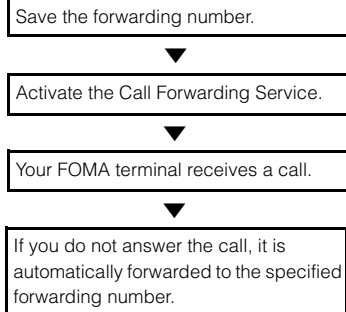 Save the forwarding number.
Activate the Call Forwarding Service.
Your FOMA terminal receives a call.
If you do not answer the call, it is
automatically forwarded to the specified
forwarding number.